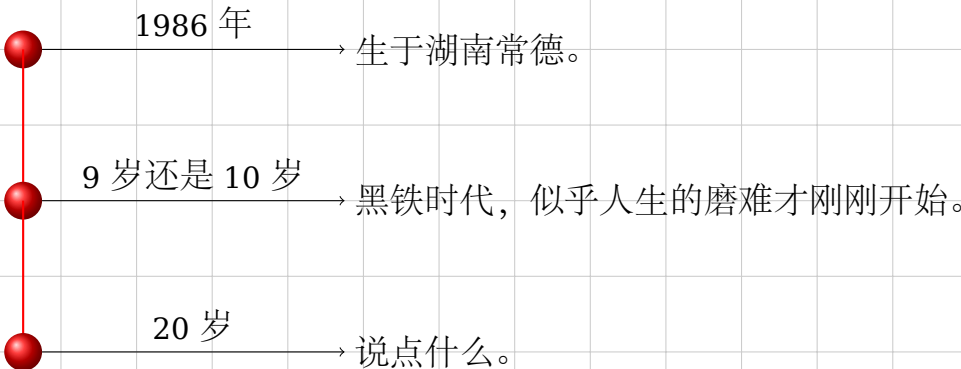 1986 年
生于湖南常德。
9 岁还是 10 岁
黑铁时代，似乎人生的磨难才刚刚开始。
20 岁
说点什么。